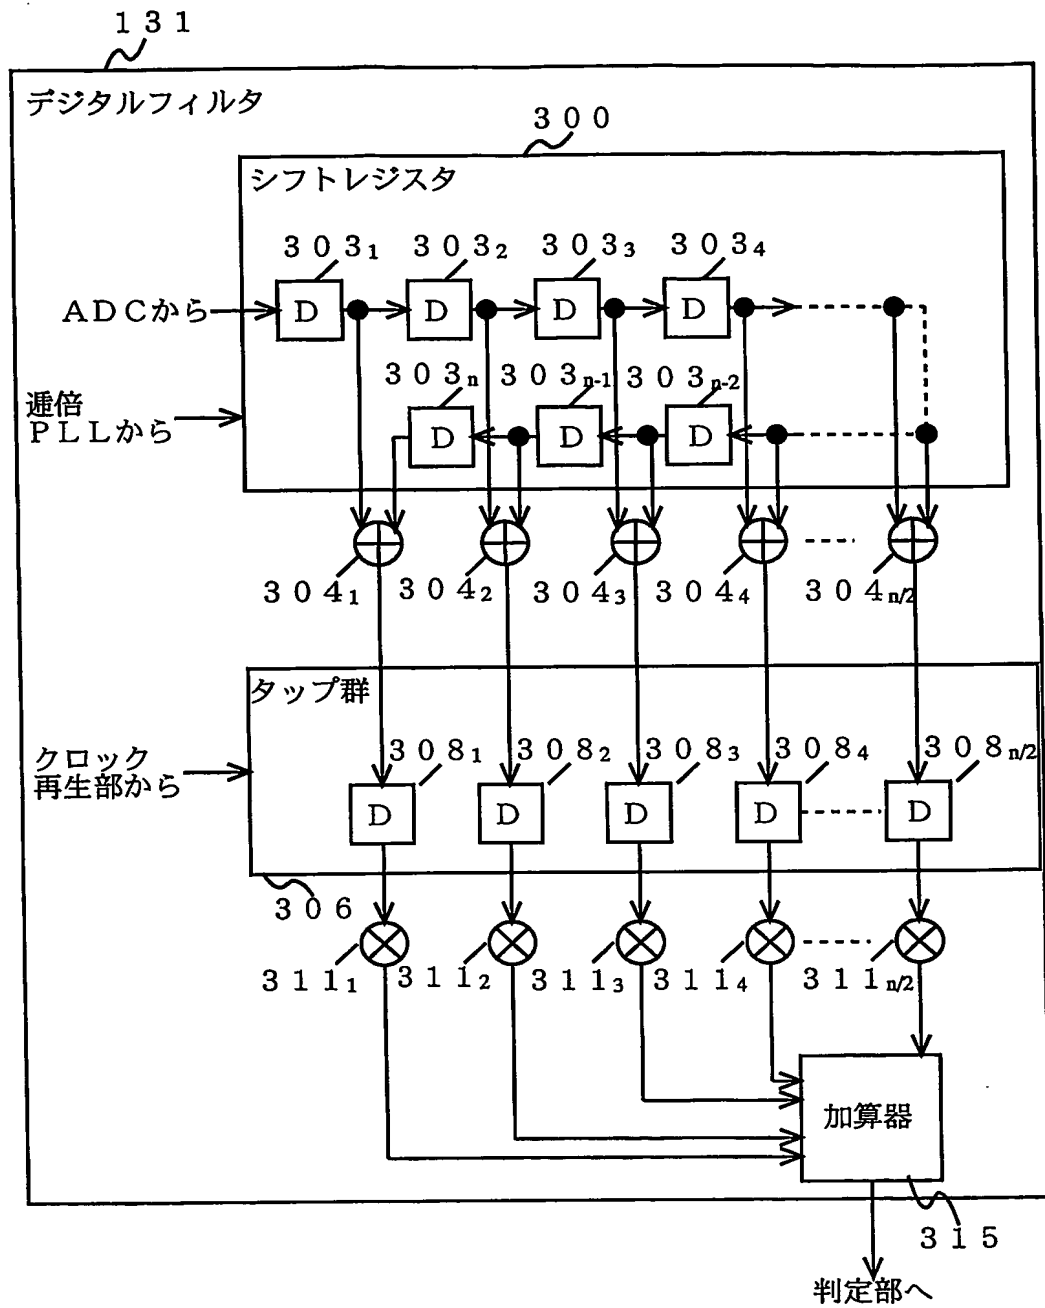 １３１
デジタルフィルタ
３００
シフトレジスタ
３０３₁ ３０３₂ ３０３₃ ３０３₄
ＡＤＣから
D D D D
３０３n ３０３n-1 ３０３n-2
逓倍
ＰＬＬから
D D D
３０４₁ ３０４₂ ３０４₃ ３０４₄ ３０４n/2
タップ群
クロック
再生部から
３０８₁ ３０８₂ ３０８₃ ３０８₄ ３０８n/2
D D D D D
３０６
３１１₁ ３１１₂ ３１１₃ ３１１₄ ３１１n/2
加算器
３１５
判定部へ